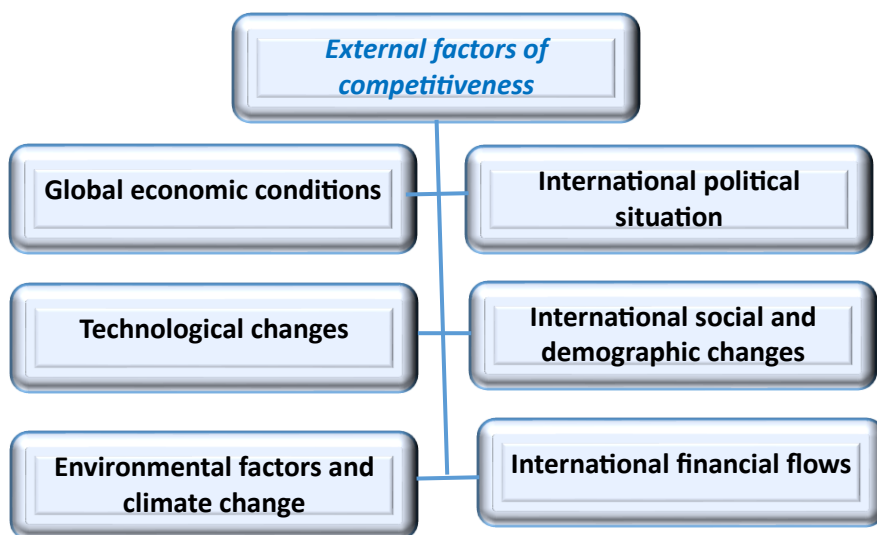 External factors of
competitiveness
Global economic conditions
International political
situation
Technological changes
International social and
demographic changes
Environmental factors and
climate change
International financial flows